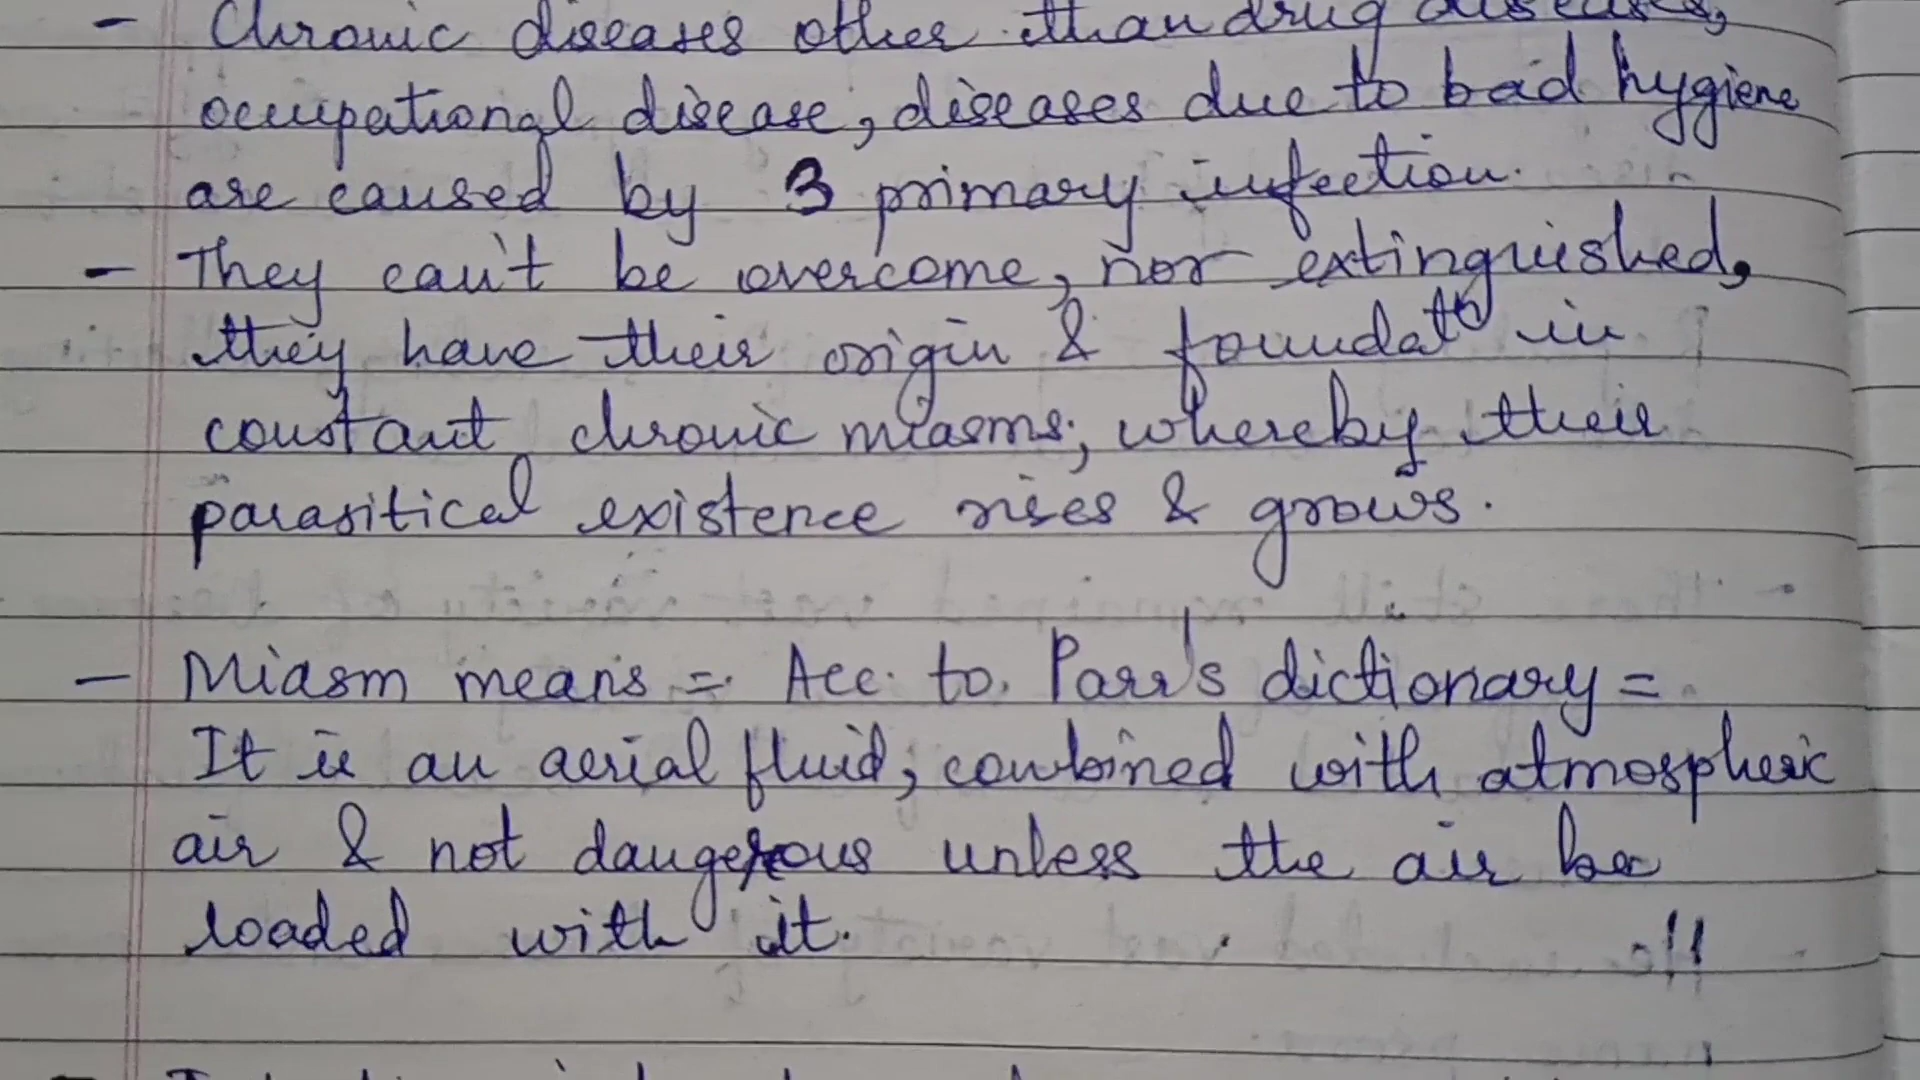 - Chronic diseases other than drug diseases,
occupational disease, diseases due to bad hygiene
are caused by 3 primary infection.
- They can't be overcome, nor extinguished,
they have their origin & foundatn in
constant chronic miasms; whereby their
parasitical existence rises & grows.
- Miasm means = Acc. to. Parr's dictionary =
It is an aerial fluid, combined with atmospheric
air & not dangerous unless the air be
loaded with it.